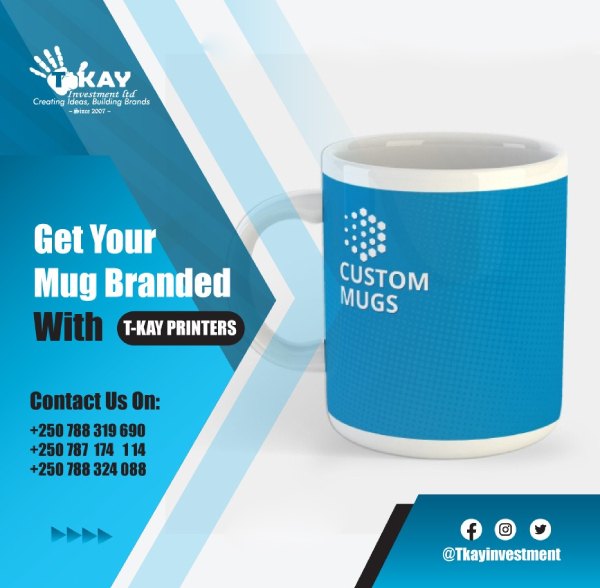 T-KAY
Investment ltd
Creating Ideas, Building Brands
~ Since 2007 ~
Get Your
Mug Branded
With T-KAY PRINTERS
CUSTOM
MUGS
Contact Us On:
+250 788 319 690
+250 787 174 114
+250 788 324 088
@Tkayinvestment